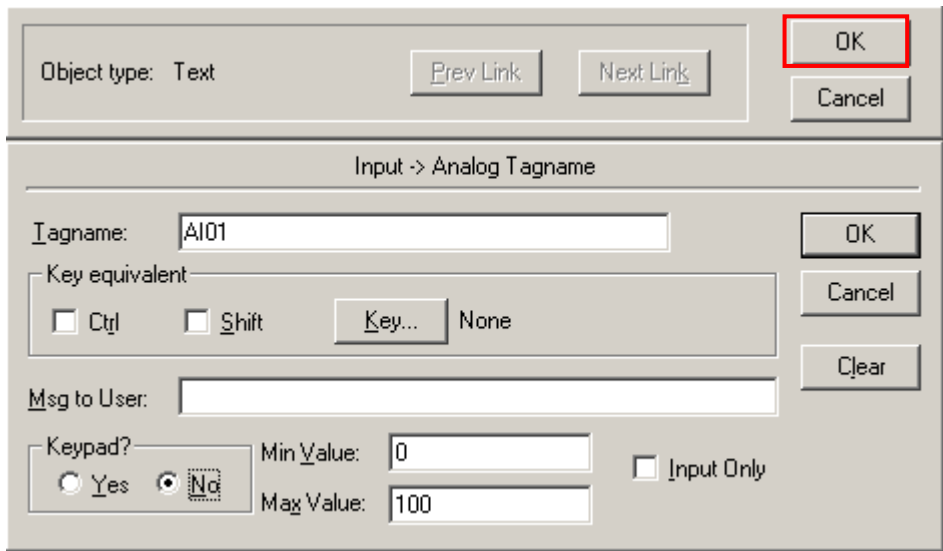 Object type: Text Prev Link Next Link OK
Cancel
Input -> Analog Tagname
Tagname: AI01 OK
Key equivalent
Ctrl Shift Key... None Cancel
Clear
Msg to User:
Keypad? Min Value: 0
Yes No Input Only
Max Value: 100